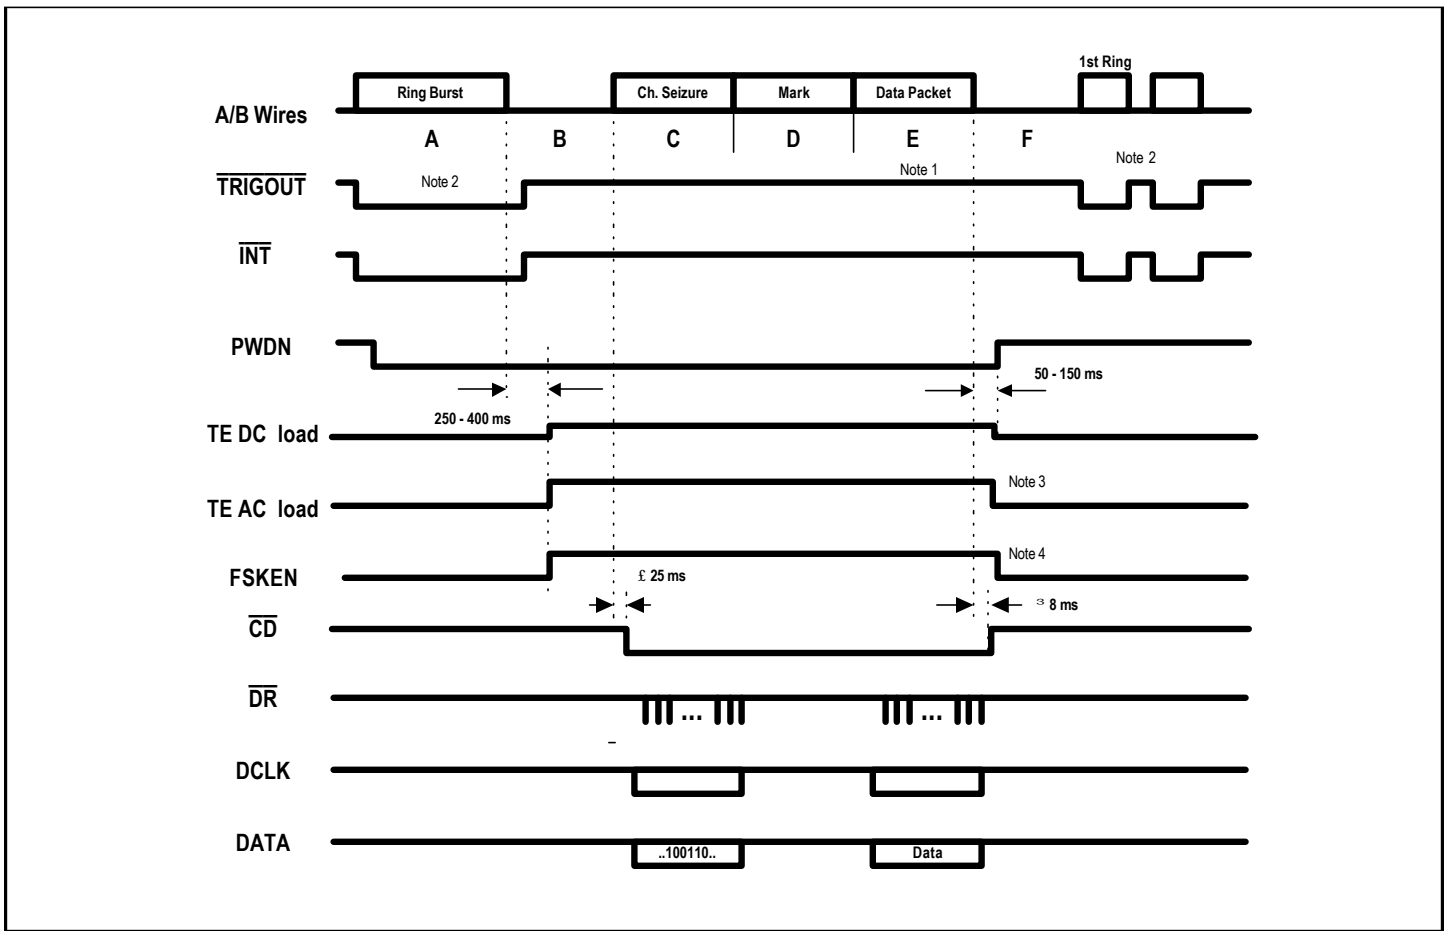 1st Ring
Ring Burst Ch. Seizure Mark Data Packet
A/B Wires
A B C D E F
Note 2
TRIGOUT Note 2 Note 1
INT
PWDN
50 - 150 ms
250 - 400 ms
TE DC load
Note 3
TE AC load
Note 4
FSKEN £ 25 ms
³ 8 ms
CD
DR ... ...
DCLK
DATA ..100110.. Data